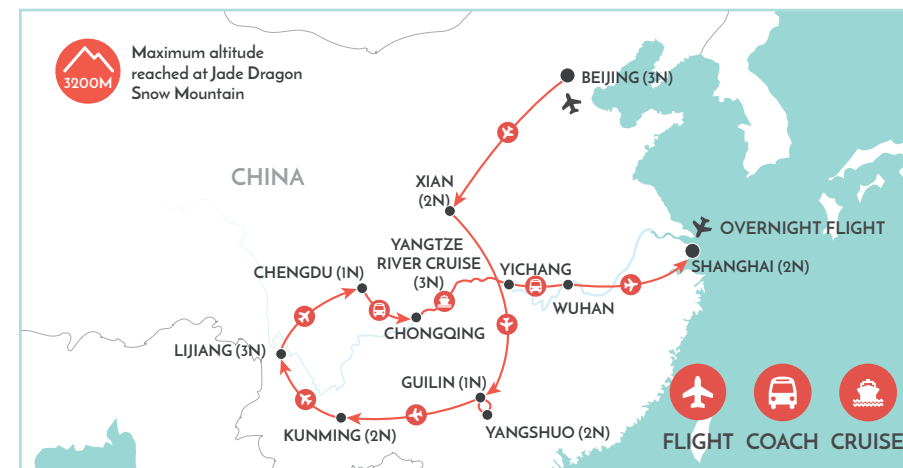 Maximum altitude
reached at Jade Dragon
Snow Mountain
3200M
BEIJING (3N)
CHINA
XIAN
(2N)
OVERNIGHT FLIGHT
YANGTZE
RIVER CRUISE
(3N)
YICHANG
SHANGHAI (2N)
CHENGDU (1N)
WUHAN
CHONGQING
LIJIANG (3N)
GUILIN (1N)
KUNMING (2N)
YANGSHUO (2N)
FLIGHT
COACH
CRUISE